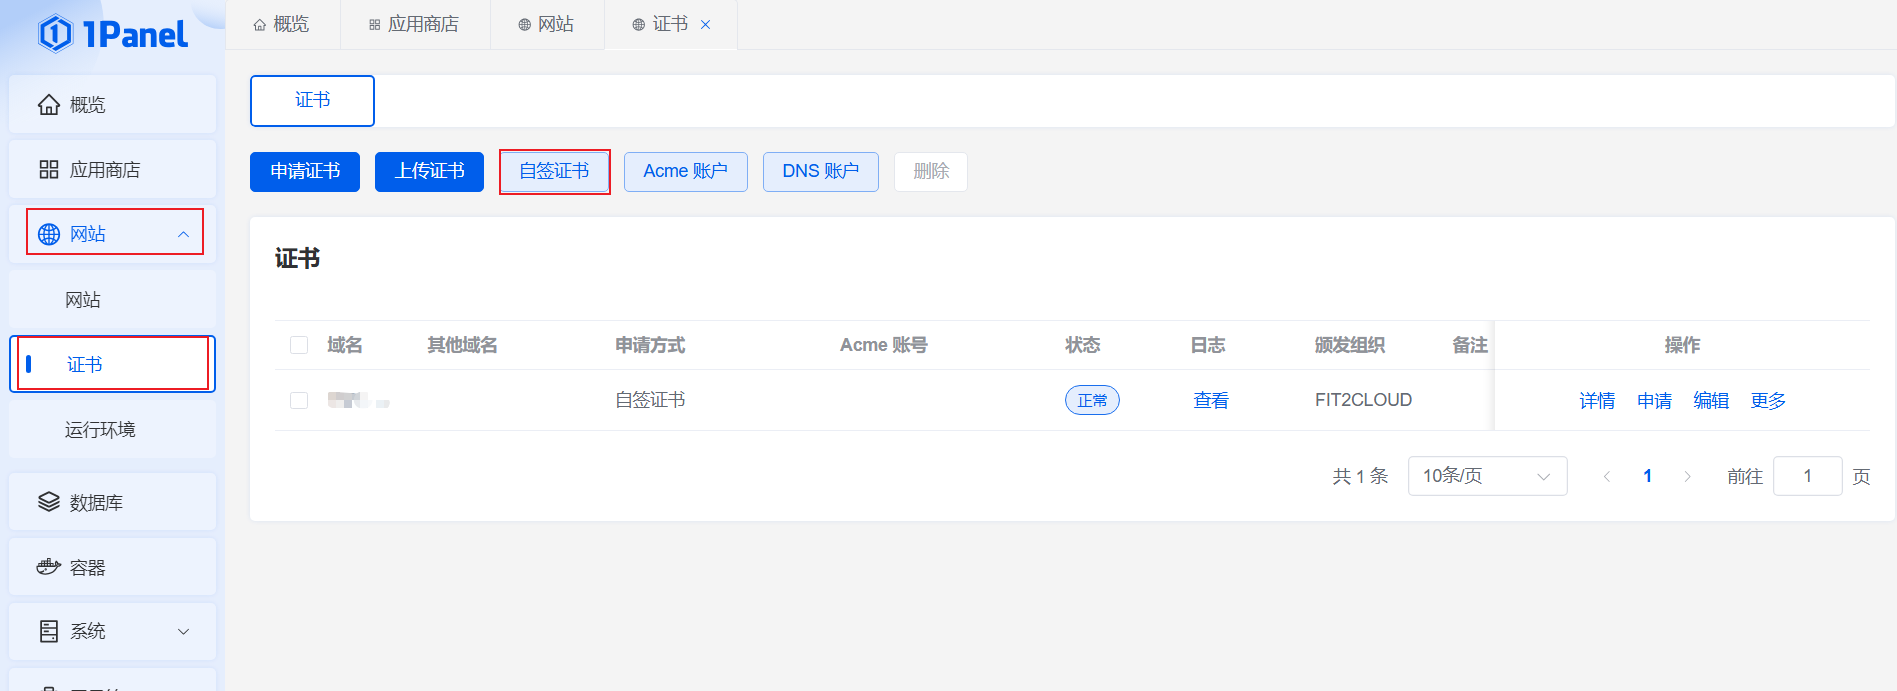 1Panel
概览
应用商店
网站
证书
概览
应用商店
网站
网站
证书
运行环境
数据库
容器
系统
证书
申请证书
上传证书
自签证书
Acme 账户
DNS 账户
删除
证书
域名 其他域名 申请方式 Acme 账号 状态 日志 颁发组织 备注 操作
自签证书 正常 查看 FIT2CLOUD 详情 申请 编辑 更多
共 1 条 10条/页 1 前往 1 页